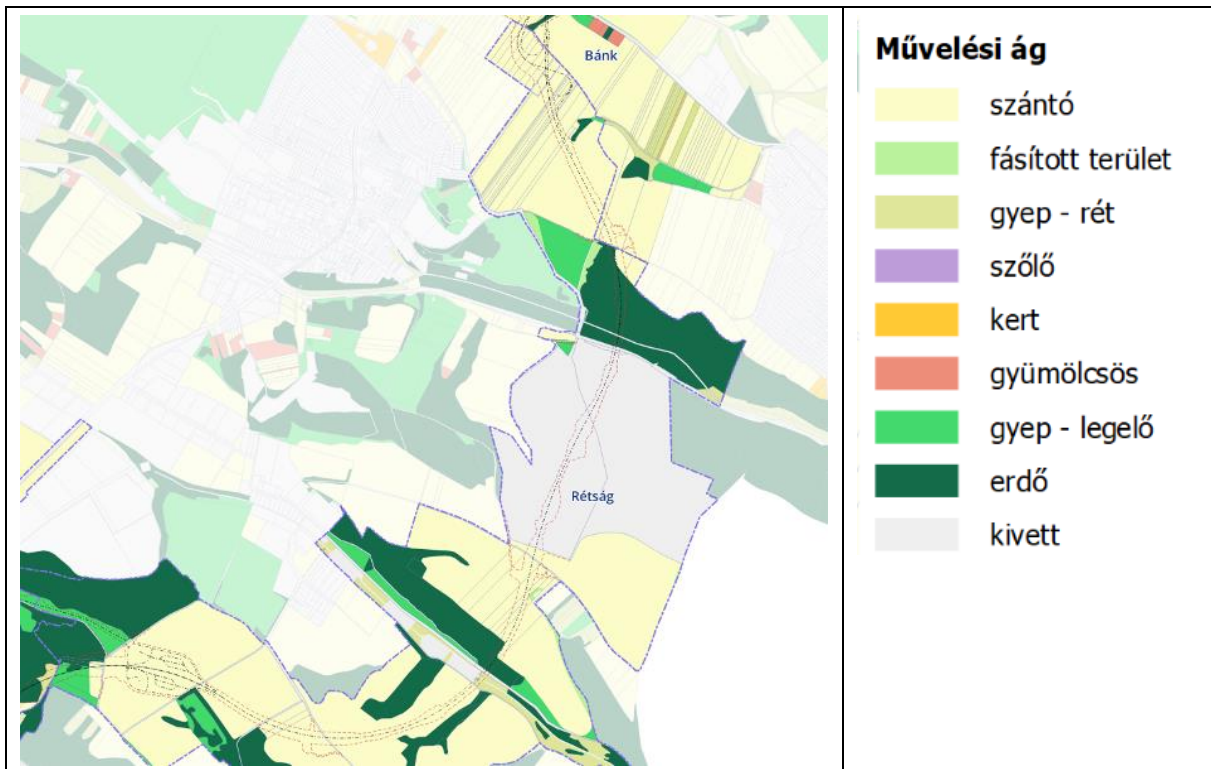 Bánk
Rétság
Művelési ág
szántó
fásított terület
gyep - rét
szőlő
kert
gyümölcsös
gyep - legelő
erdő
kivett